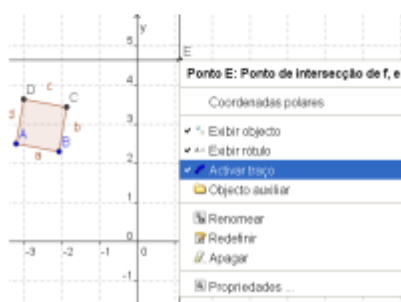 y
5
E
D
c
C
4
b
3
A
a
B
2
1
0
-3
-2
-1
0
-1
Ponto E: Ponto de intersecção de f, e
Coordenadas polares
Exibir objecto
Exibir rótulo
Activar traço
Objecto auxiliar
Renomear
Redefinir
Apagar
Propriedades ...